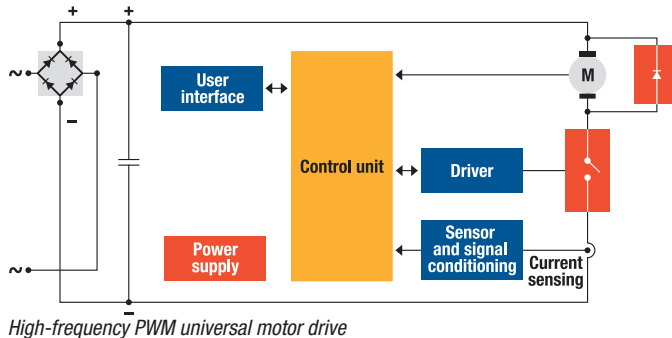 +
+
~
−
User
interface
Control unit
M
Driver
Power
supply
Sensor
and signal
conditioning
Current
sensing
~
−
High-frequency PWM universal motor drive